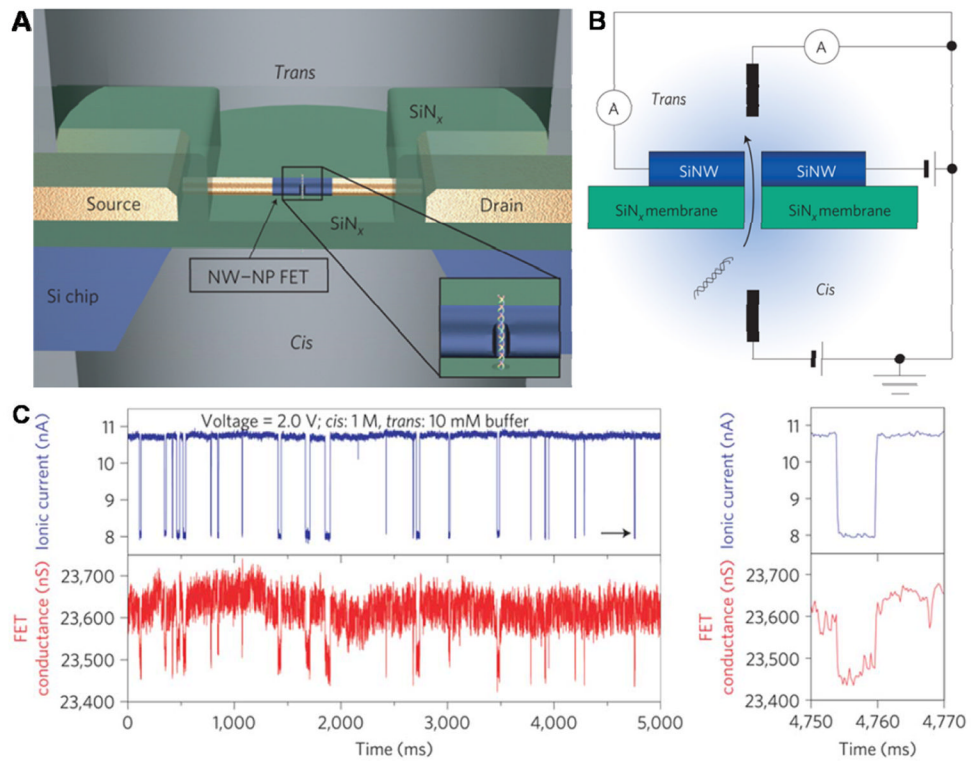 A
Trans
SiNx
Source
Drain
SiNx
NW–NP FET
Si chip
Cis
B
A
A
Trans
SiNW
SiNW
SiNx membrane
SiNx membrane
Cis
C
Voltage = 2.0 V; cis: 1 M, trans: 10 mM buffer
Ionic current (nA)
11
10
9
8
FET
conductance (nS)
23,700
23,600
23,500
23,400
0
1,000
2,000
3,000
4,000
5,000
Time (ms)
Ionic current (nA)
11
10
9
8
FET
conductance (nS)
23,700
23,600
23,500
23,400
4,750
4,760
4,770
Time (ms)